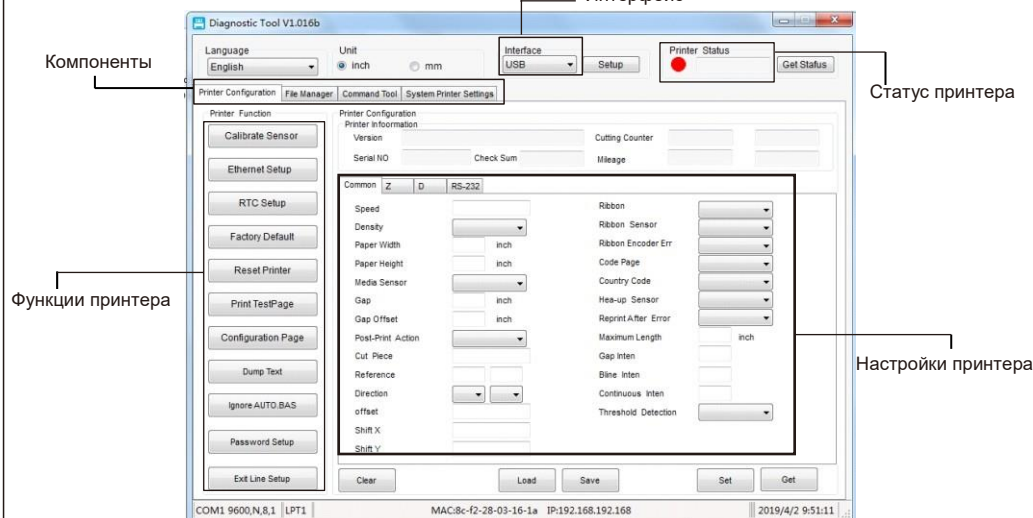 Интерфейс
Diagnostic Tool V1.016b
Language
Unit
Interface
Printer Status
English
inch
mm
USB
Setup
Get Status
Компоненты
Статус принтера
Printer Configuration File Manager Command Tool System Printer Settings
Printer Function
Calibrate Sensor
Ethernet Setup
RTC Setup
Factory Default
Reset Printer
Print TestPage
Configuration Page
Dump Text
Ignore AUTO.BAS
Password Setup
Exit Line Setup
Функции принтера
Printer Configuration
Printer Infoormation
Version
Cutting Counter
Serial NO
Check Sum
Mileage
Common Z D RS-232
Speed
Density
Paper Width inch
Paper Height inch
Media Sensor
Gap inch
Gap Offset inch
Post-Print Action
Cut Piece
Reference
Direction
offset
Shift X
Shift Y
Ribbon
Ribbon Sensor
Ribbon Encoder Err
Code Page
Country Code
Hea-up Sensor
Reprint After Error
Maximum Length inch
Gap Inten
Bline Inten
Continuous Inten
Threshold Detection
Настройки принтера
Clear
Load
Save
Set
Get
COM1 9600,N,8,1 LPT1 MAC:8c-f2-28-03-16-1a IP:192.168.192.168 2019/4/2 9:51:11